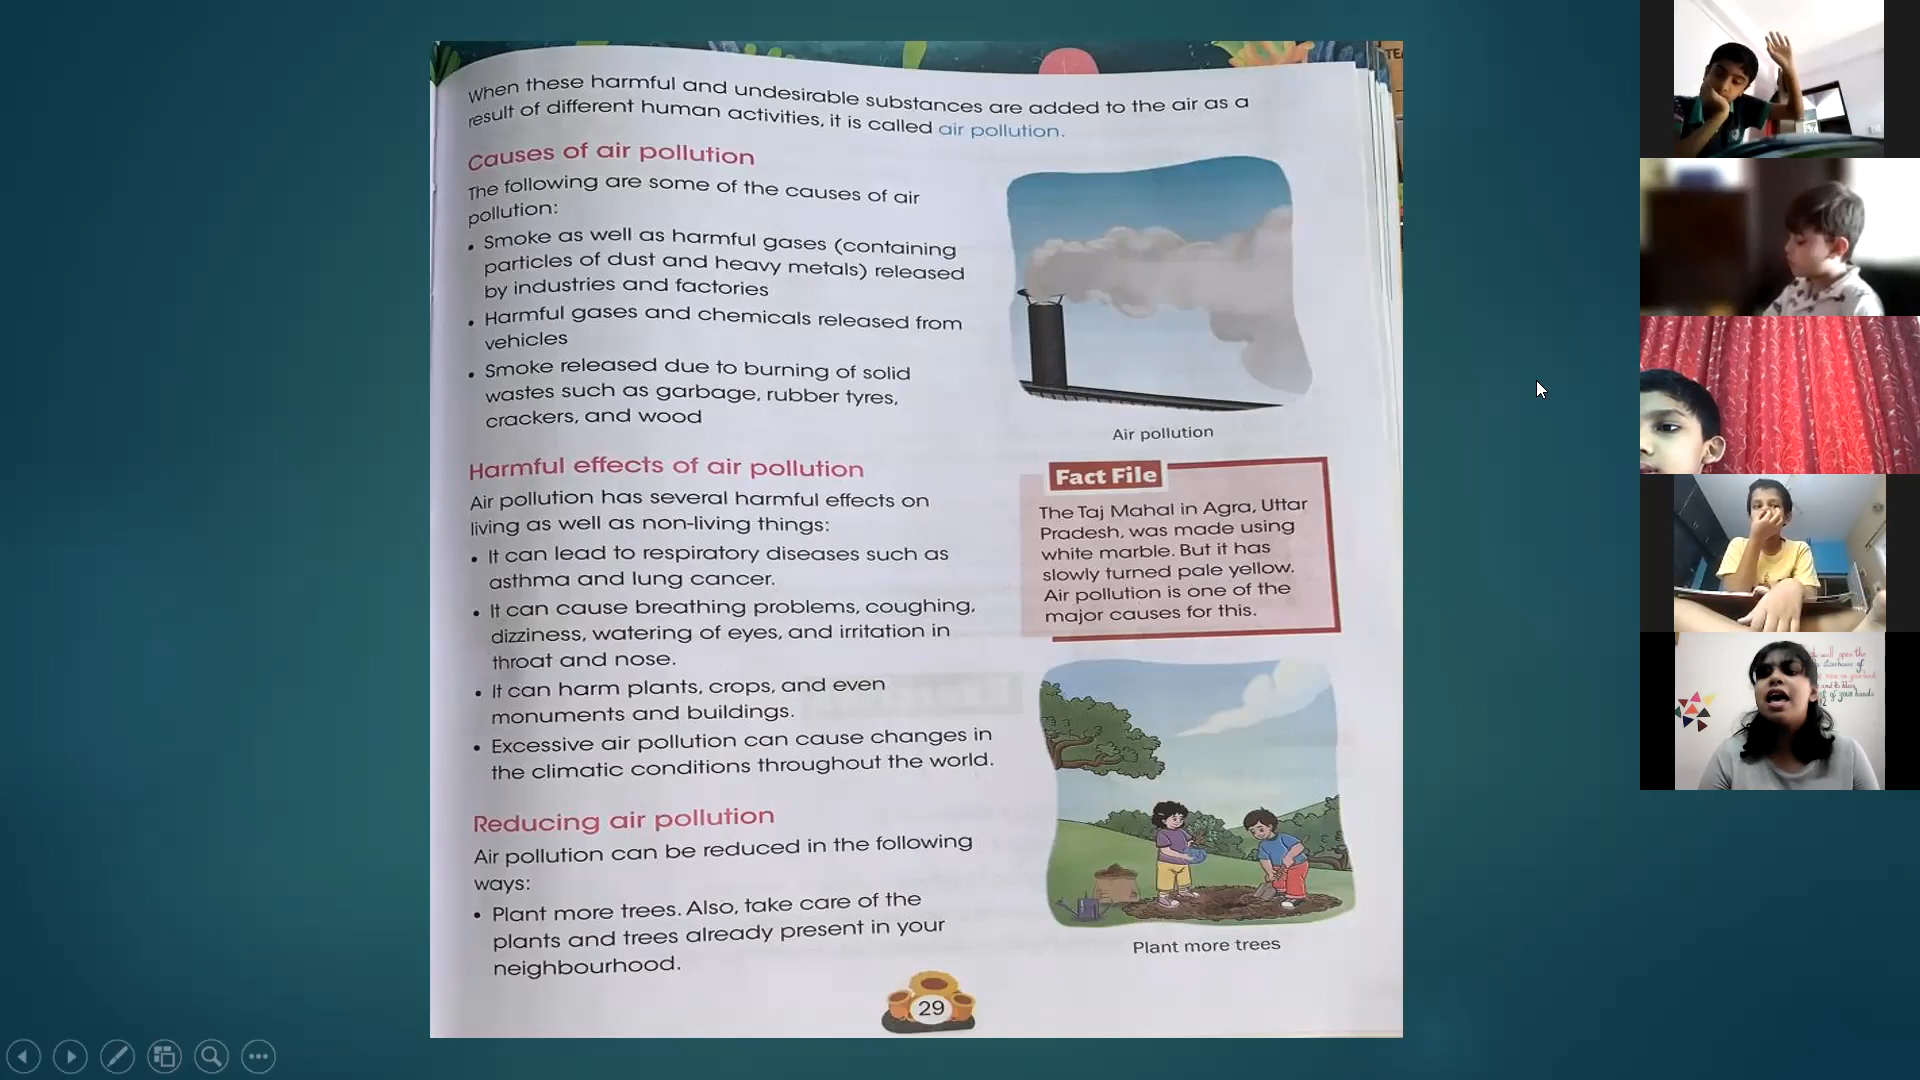 When these harmful and undesirable substances are added to the air as a
result of different human activities, it is called air pollution.
Causes of air pollution
The following are some of the causes of air
pollution:
• Smoke as well as harmful gases (containing
particles of dust and heavy metals) released
by industries and factories
• Harmful gases and chemicals released from
vehicles
• Smoke released due to burning of solid
wastes such as garbage, rubber tyres,
crackers, and wood
Air pollution
Harmful effects of air pollution
Air pollution has several harmful effects on
living as well as non-living things:
• It can lead to respiratory diseases such as
asthma and lung cancer.
• It can cause breathing problems, coughing,
dizziness, watering of eyes, and irritation in
throat and nose.
• It can harm plants, crops, and even
monuments and buildings.
• Excessive air pollution can cause changes in
the climatic conditions throughout the world.
Fact File
The Taj Mahal in Agra, Uttar
Pradesh, was made using
white marble. But it has
slowly turned pale yellow.
Air pollution is one of the
major causes for this.
Reducing air pollution
Air pollution can be reduced in the following
ways:
• Plant more trees. Also, take care of the
plants and trees already present in your
neighbourhood.
Plant more trees
29
will open the
storehouse of
of your hands
12